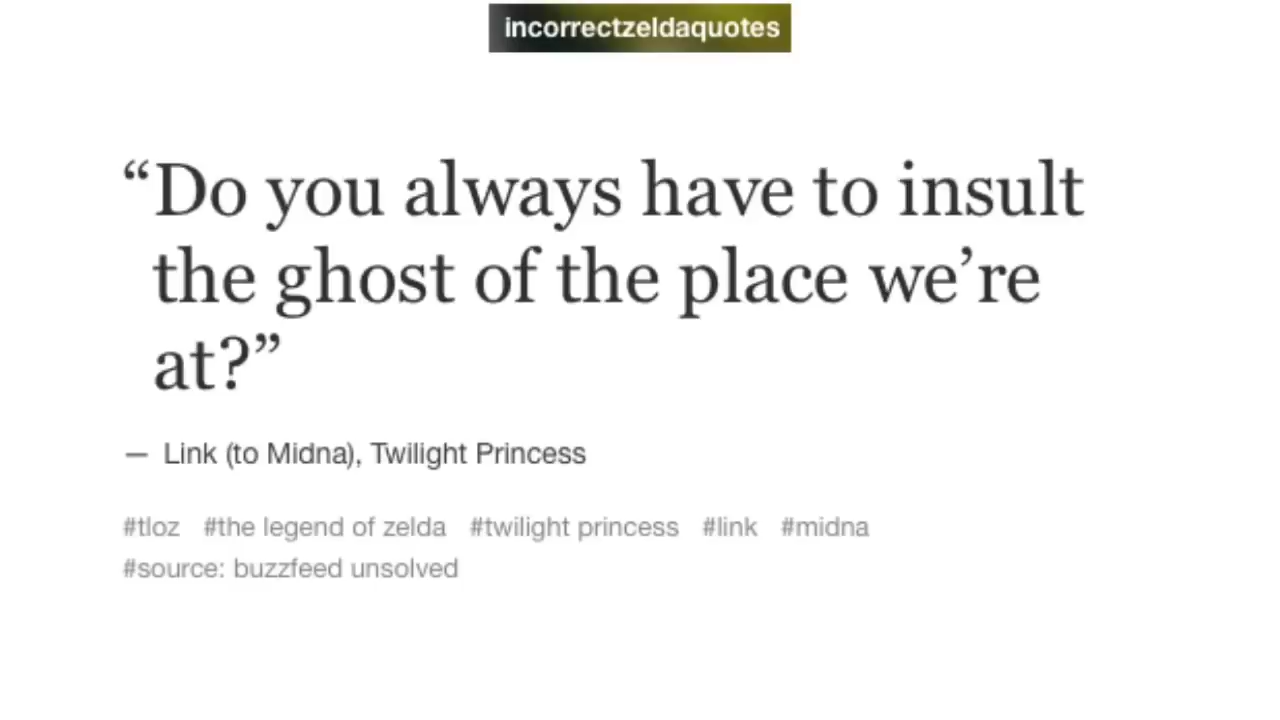 incorrectzeldaquotes
“Do you always have to insult
the ghost of the place we’re
at?”
— Link (to Midna), Twilight Princess
#tloz #the legend of zelda #twilight princess #link #midna
#source: buzzfeed unsolved